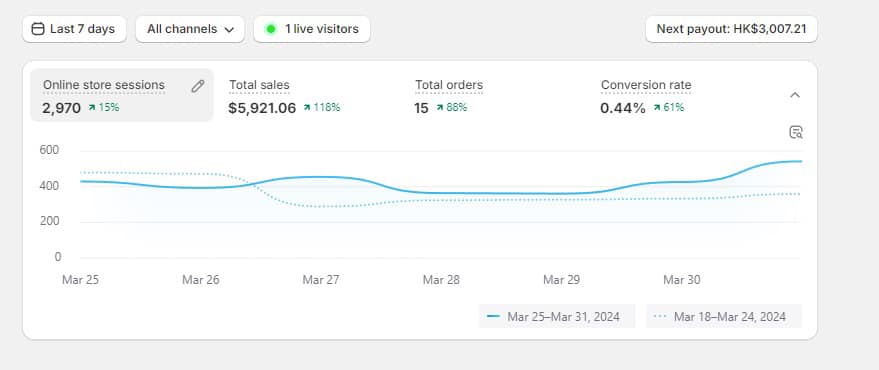 Last 7 days All channels 1 live visitors Next payout: HK$3,007.21
Online store sessions Total sales Total orders Conversion rate
2,970 15% $5,921.06 118% 15 88% 0.44% 61%
600
400
200
0
Mar 25 Mar 26 Mar 27 Mar 28 Mar 29 Mar 30
Mar 25–Mar 31, 2024 Mar 18–Mar 24, 2024